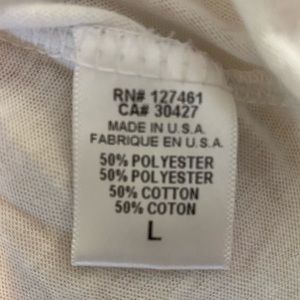 RN# 127461
CA# 30427
MADE IN U.S.A.
FABRIQUE EN U.S.A.
50% POLYESTER
50% POLYESTER
50% COTTON
50% COTON
L